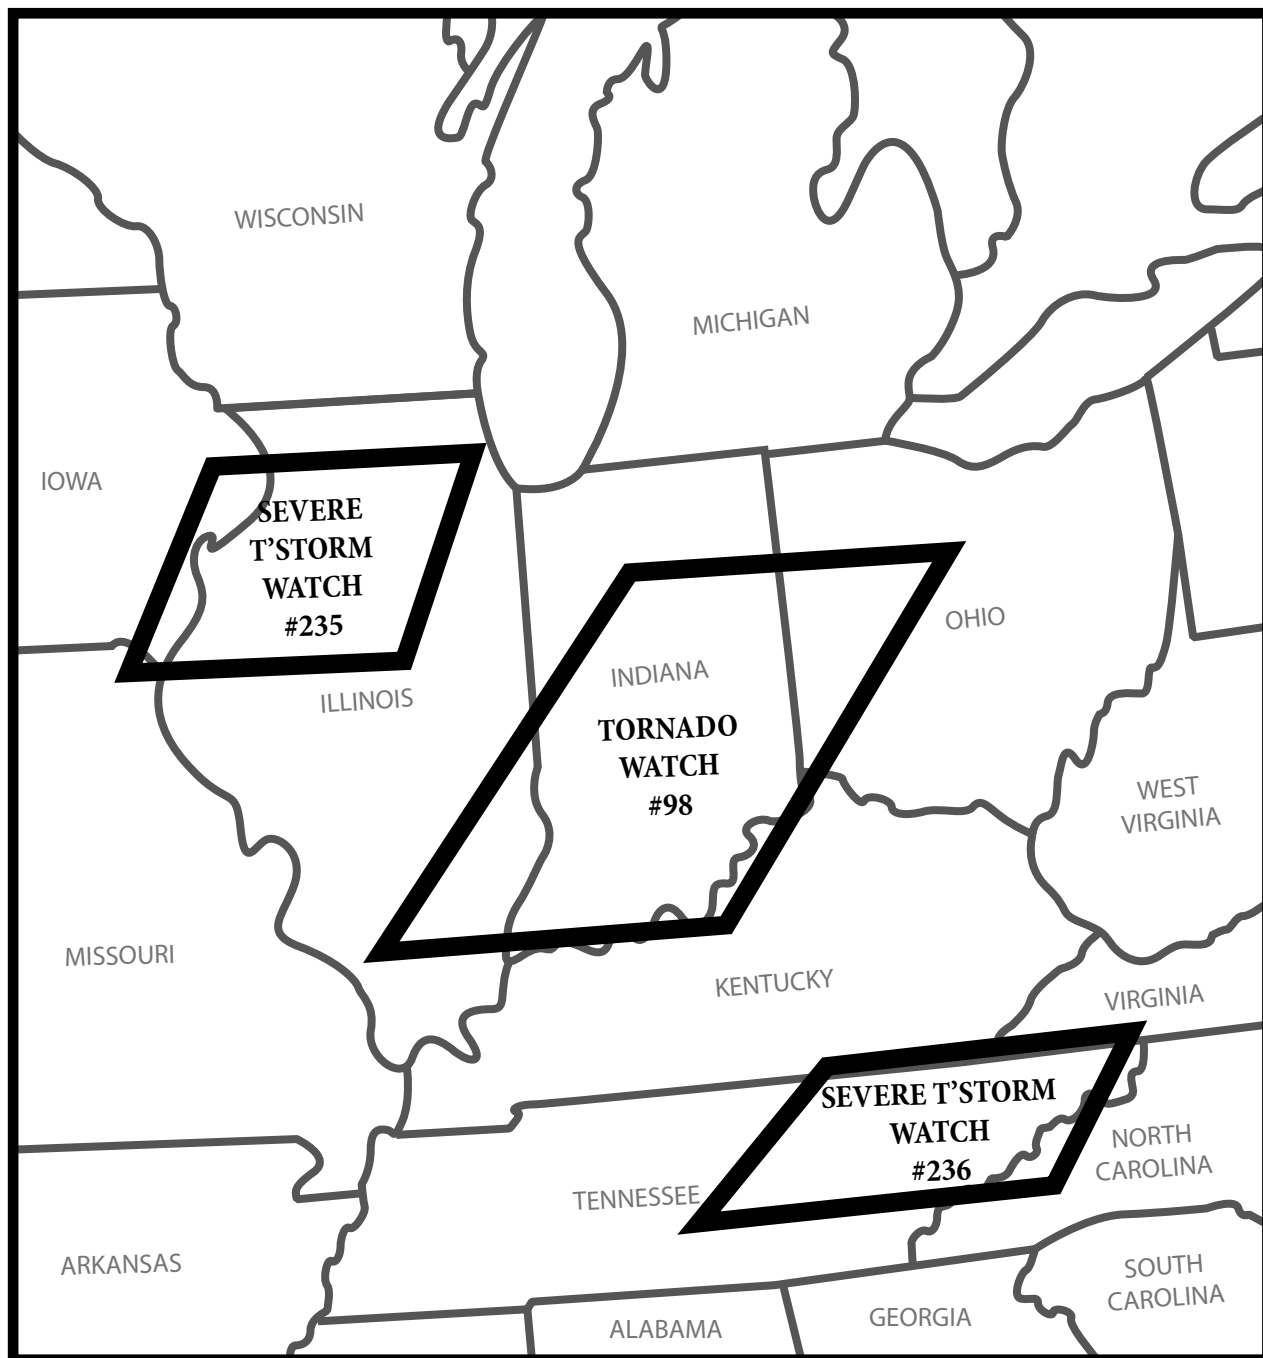 WISCONSIN
MICHIGAN
IOWA
SEVERE
T'STORM
WATCH
#235
OHIO
INDIANA
ILLINOIS
TORNADO
WATCH
#98
WEST
VIRGINIA
MISSOURI
KENTUCKY
VIRGINIA
SEVERE T'STORM
WATCH
#236
NORTH
CAROLINA
TENNESSEE
ARKANSAS
SOUTH
CAROLINA
GEORGIA
ALABAMA